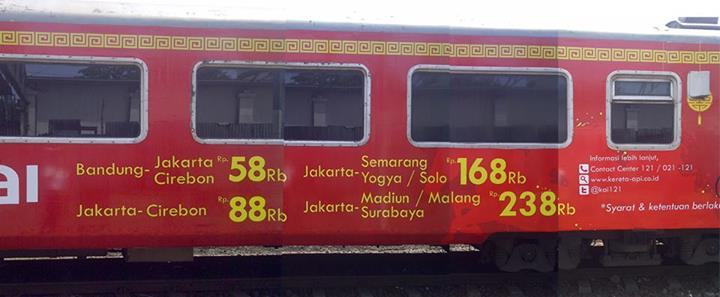 ai
Bandung- Jakarta Cirebon Rp. 58Rb
Jakarta- Cirebon Rp. 88Rb
Jakarta- Semarang Yogya / Solo Rp. 168Rb
Jakarta- Madiun / Malang Surabaya Rp. 238Rb
Informasi lebih lanjut,
Contact Center 121 / 021 -121
www.kereta-api.co.id
@kai121
*Syarat & ketentuan berlak